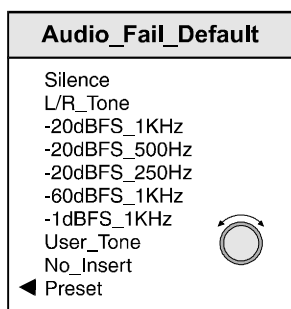 Audio_Fail_Default
Silence
L/R_Tone
-20dBFS_1KHz
-20dBFS_500Hz
-20dBFS_250Hz
-60dBFS_1KHz
-1dBFS_1KHz
User_Tone
No_Insert
Preset